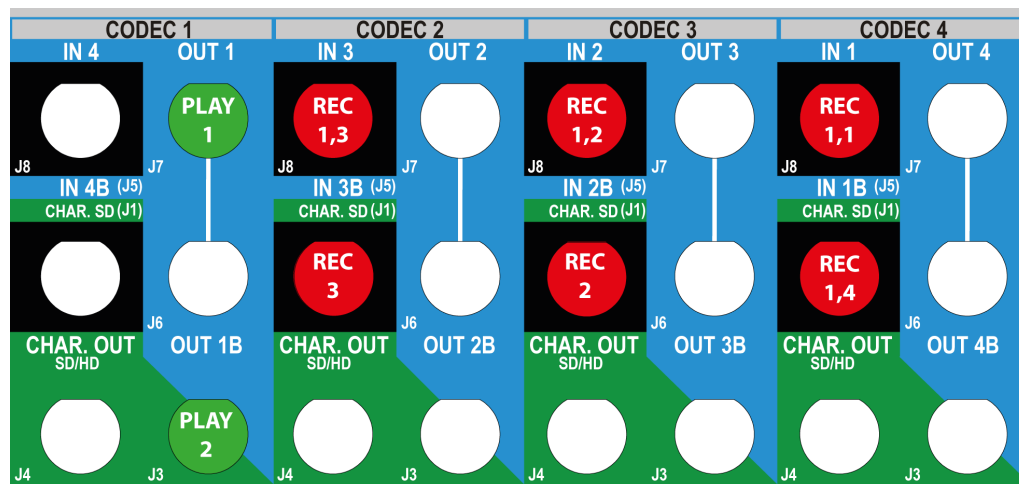 CODEC 1 CODEC 2 CODEC 3 CODEC 4
IN 4 OUT 1 IN 3 OUT 2 IN 2 OUT 3 IN 1 OUT 4
PLAY REC REC REC
1 1,3 1,2 1,1
J8 J7 J8 J7 J8 J7 J8 J7
IN 4B (J5) IN 3B (J5) IN 2B (J5) IN 1B (J5)
CHAR. SD (J1) CHAR. SD (J1) CHAR. SD (J1) CHAR. SD (J1)
REC REC REC
3 2 1,4
J6 J6 J6 J6
CHAR. OUT OUT 1B CHAR. OUT OUT 2B CHAR. OUT OUT 3B CHAR. OUT OUT 4B
SD/HD SD/HD SD/HD SD/HD
PLAY
2
J4 J3 J4 J3 J4 J3 J4 J3